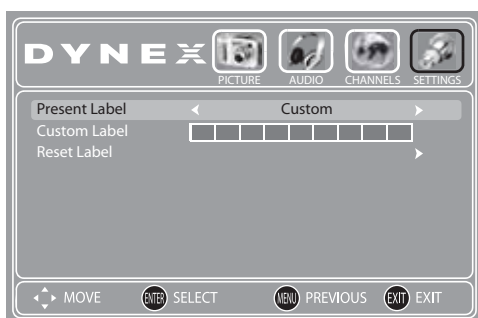 DYNEX
PICTURE AUDIO CHANNELS SETTINGS
Present Label Custom
Custom Label
Reset Label
MOVE ENTER SELECT MENU PREVIOUS EXIT EXIT